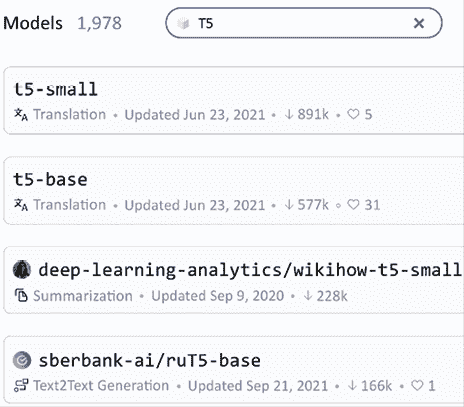 Models 1,978 T5
t5-small
Translation • Updated Jun 23, 2021 • ↓ 891k • ♡ 5
t5-base
Translation • Updated Jun 23, 2021 • ↓ 577k • ♡ 31
deep-learning-analytics/wikihow-t5-small
Summarization • Updated Sep 9, 2020 • ↓ 228k
sberbank-ai/ruT5-base
Text2Text Generation • Updated Sep 21, 2021 • ↓ 166k • ♡ 1